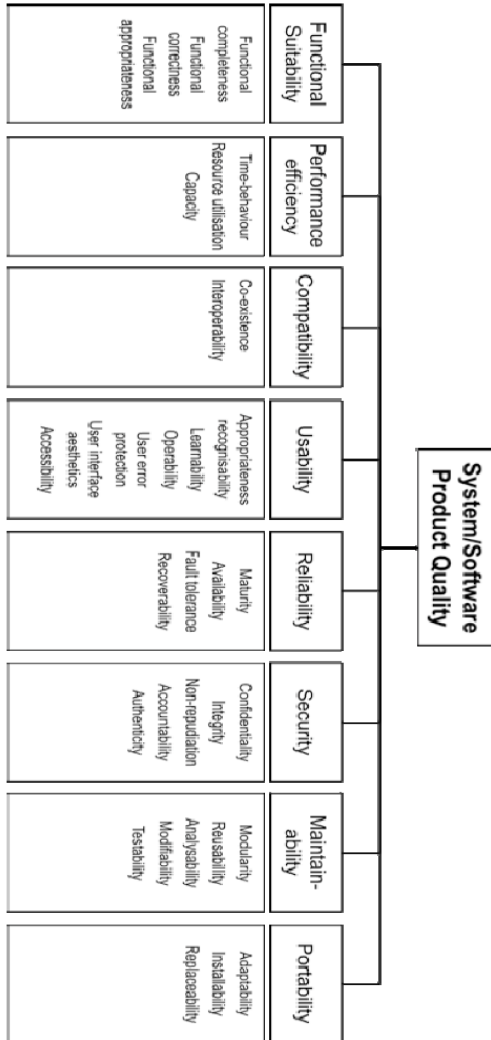 System/Software
Product Quality
Functional
Suitability
Functional
completeness
Functional
correctness
Functional
appropriateness
Performance
efficiency
Time-behaviour
Resource utilisation
Capacity
Compatibility
Co-existence
Interoperability
Usability
Appropriateness
recognisability
Learnability
Operability
User error
protection
User interface
aesthetics
Accessibility
Reliability
Maturity
Availability
Fault tolerance
Recoverability
Security
Confidentiality
Integrity
Non-repudiation
Accountability
Authenticity
Maintain-
ability
Modularity
Reusability
Analysability
Modifiability
Testability
Portability
Adaptability
Installability
Replaceability